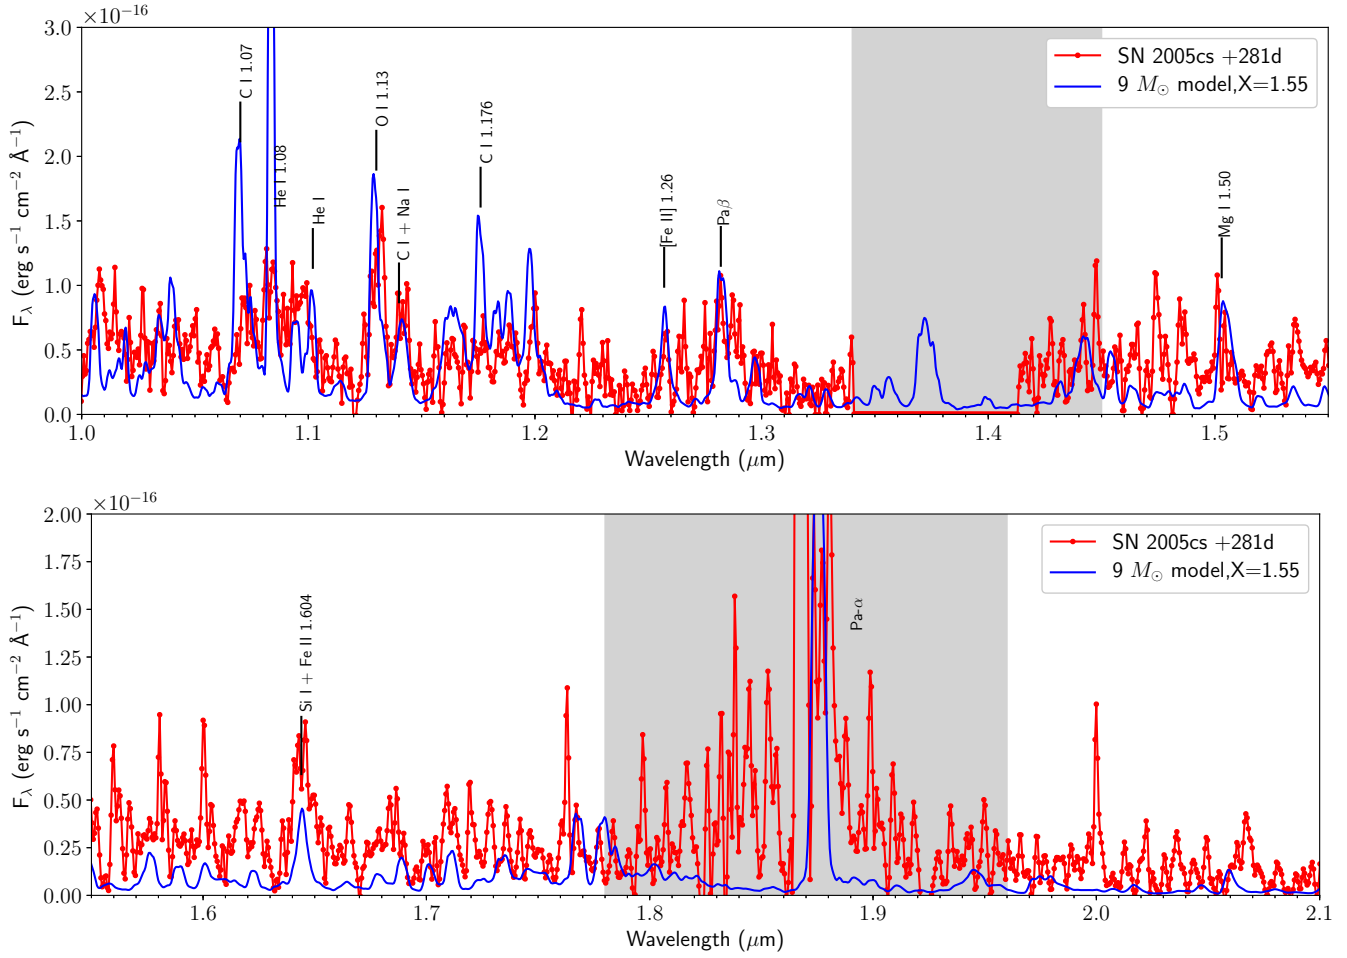 ×10⁻¹⁶
3.0
2.5
2.0
1.5
1.0
0.5
0.0
F_λ (erg s⁻¹ cm⁻² Å⁻¹)
C I 1.07
He I 1.08
He I
O I 1.13
C I + Na I
C I 1.176
[Fe II] 1.26
Paβ
Mg I 1.50
SN 2005cs +281d
9 M⊙ model,X=1.55
1.0 1.1 1.2 1.3 1.4 1.5
Wavelength (μm)
×10⁻¹⁶
2.00
1.75
1.50
1.25
1.00
0.75
0.50
0.25
0.00
F_λ (erg s⁻¹ cm⁻² Å⁻¹)
Si I + Fe II 1.604
Pa-α
SN 2005cs +281d
9 M⊙ model,X=1.55
1.6 1.7 1.8 1.9 2.0 2.1
Wavelength (μm)